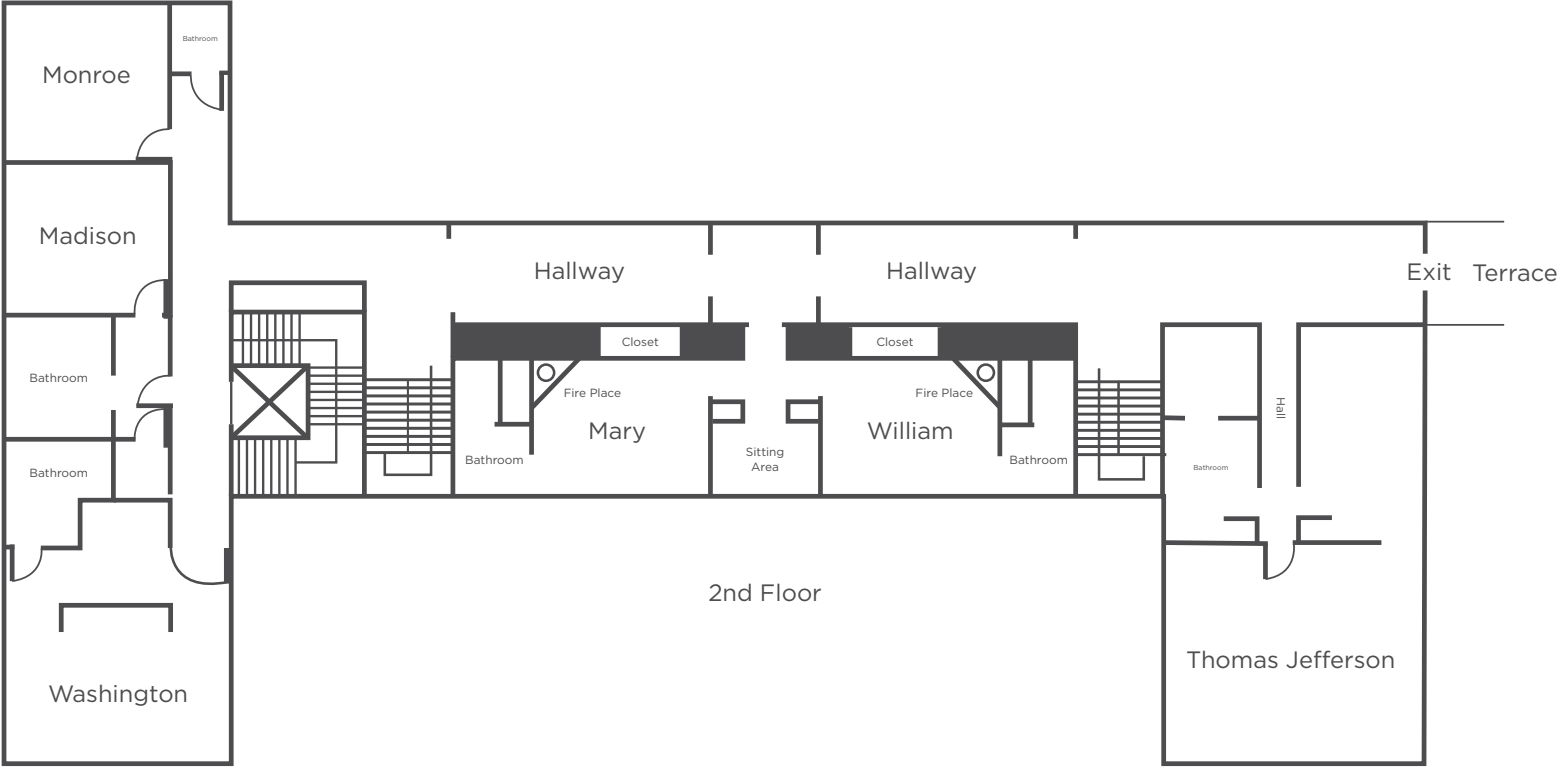 Bathroom
Monroe
Madison
Hallway
Hallway
Exit
Terrace
Closet
Closet
Bathroom
Fire Place
Fire Place
Hall
Mary
William
Bathroom
Sitting
Area
Bathroom
Bathroom
Bathroom
2nd Floor
Thomas Jefferson
Washington